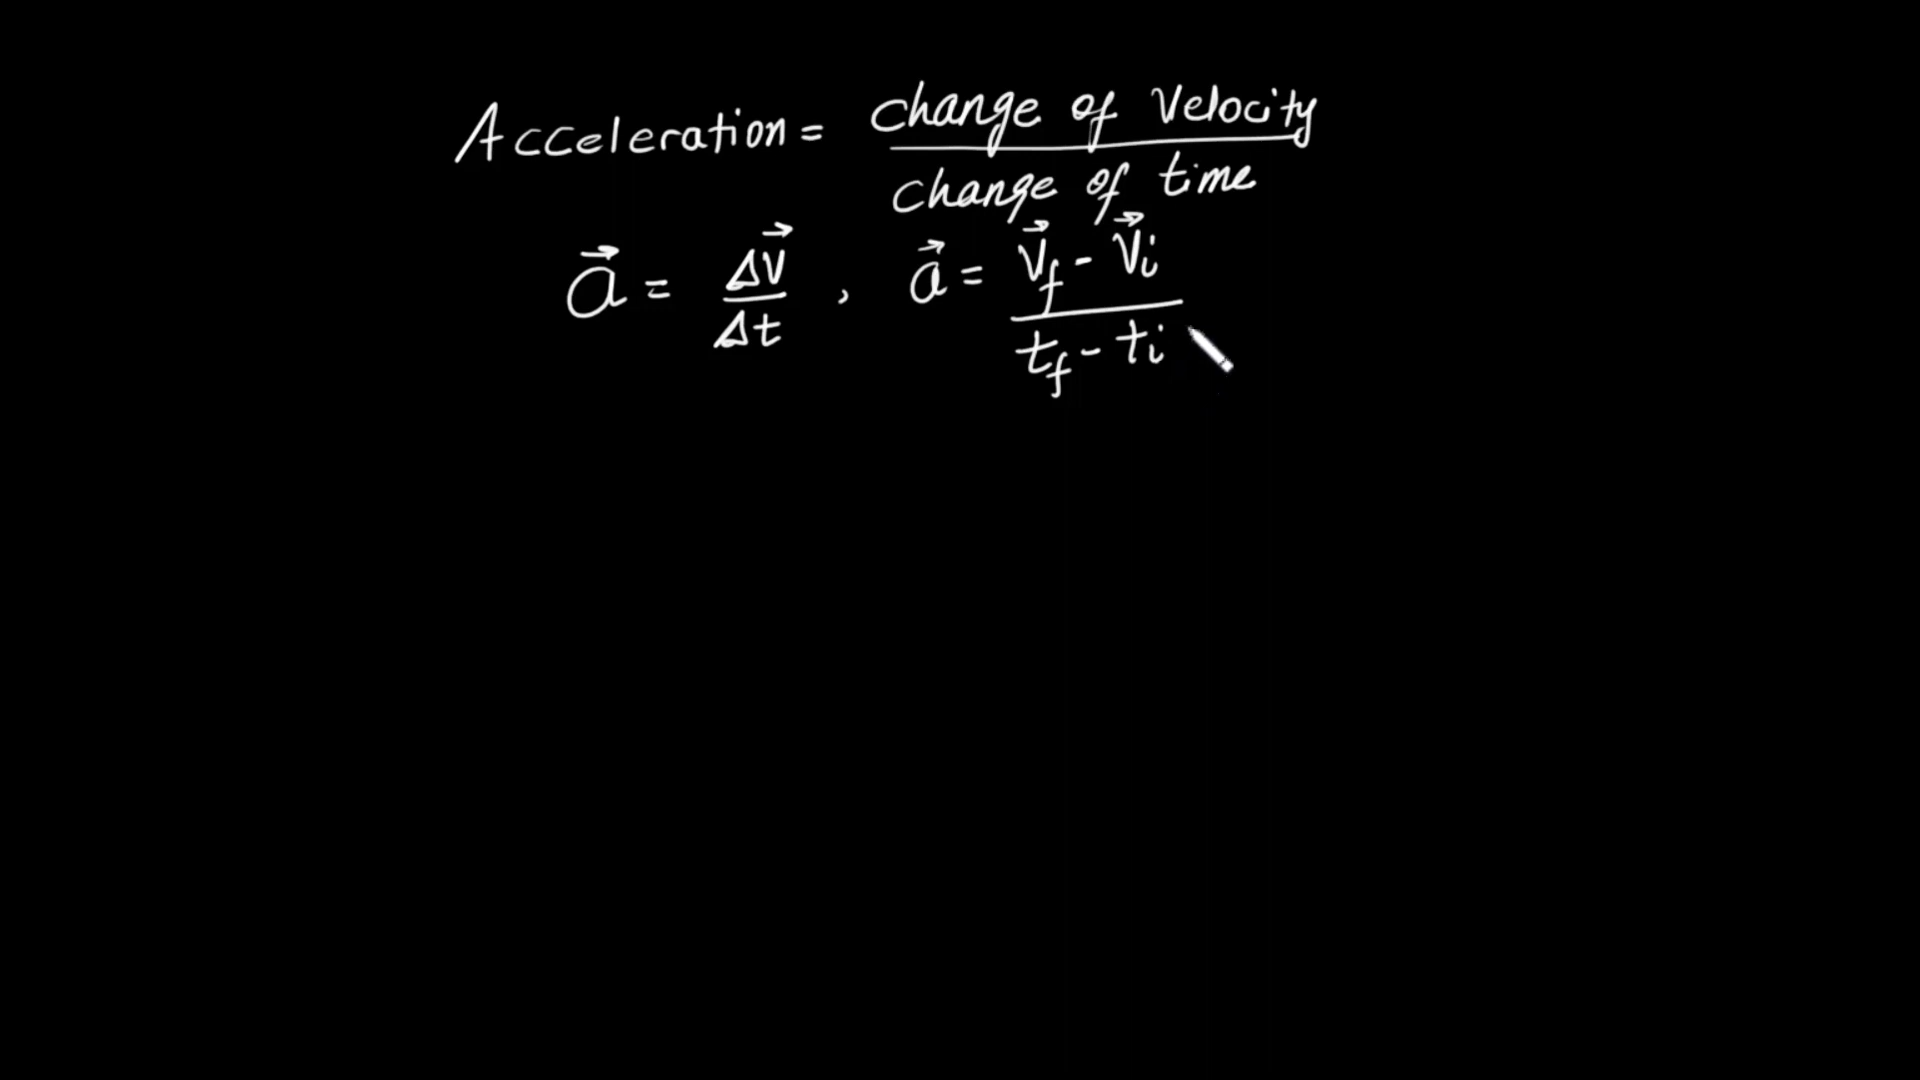 Acceleration = change of velocity / change of time
a⃗ = Δv⃗ / Δt , a⃗ = v⃗f - v⃗i / tf - ti